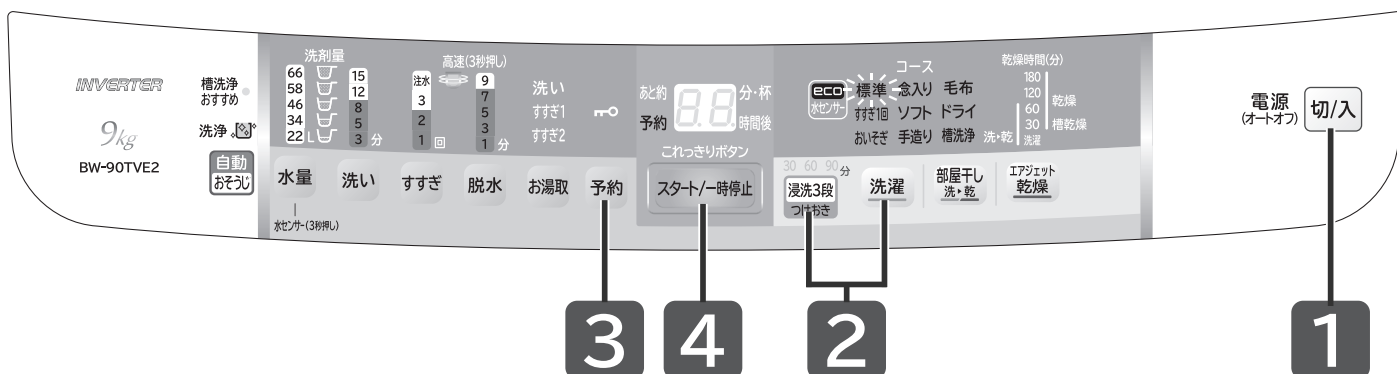 INVERTER
9kg
BW-90TVE2
槽洗浄
おすすめ
洗浄
自動
おそうじ
洗剤量
66
58
46
34
22 L
15
12
8
5
3 分
注水
3
2
1 回
高速(3秒押し)
9
7
5
3
1 分
洗い
すすぎ1
すすぎ2
あと約 88 分・杯
予約 時間後
これっきりボタン
eco
水センサー
コース
標準 念入り 毛布
すすぎ1回 ソフト ドライ
おいそぎ 手造り 槽洗浄
乾燥時間(分)
180
120
60
30
洗濯
乾燥
槽乾燥
洗・乾
水量
洗い
すすぎ
脱水
お湯取
予約
スタート/一時停止
30 60 90 分
浸洗3段
つけおき
洗濯
部屋干し
洗・乾
エアジェット
乾燥
水センサー(3秒押し)
電源
(オートオフ)
切/入
3
4
2
1